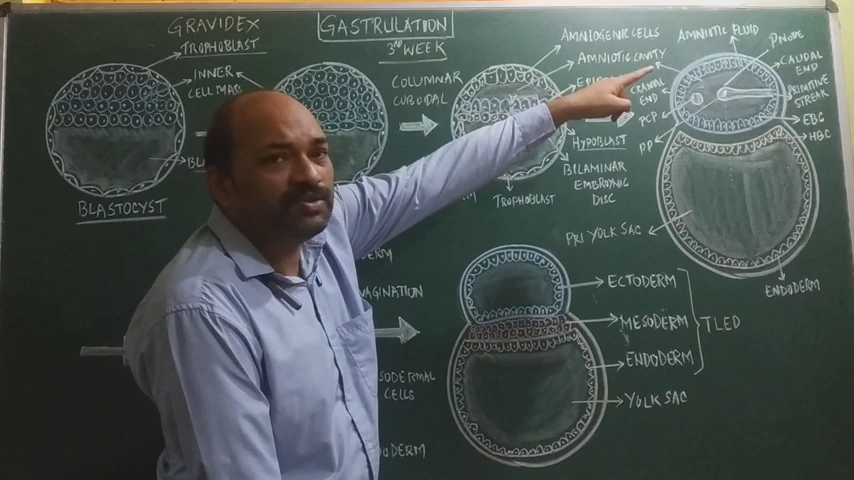 GRAVIDEX
GASTRULATION
3RD WEEK
TROPHOBLAST
INNER
CELL MASS
BLASTOCYST
COLUMNAR
CUBOIDAL
AMNIOGENIC CELLS
AMNIOTIC CAVITY
HYPOBLAST
BILAMINAR
EMBRYONIC
DISC
TROPHOBLAST
AMNIOTIC FLUID
P.NODE
CAUDAL
END
PRIMITIVE
STREAK
EBC
HBC
CRANIAL
END
PCP
PP
PRI YOLK SAC
ENDODERM
ECTODERM
MESODERM
ENDODERM
TLED
YOLK SAC
CELLS